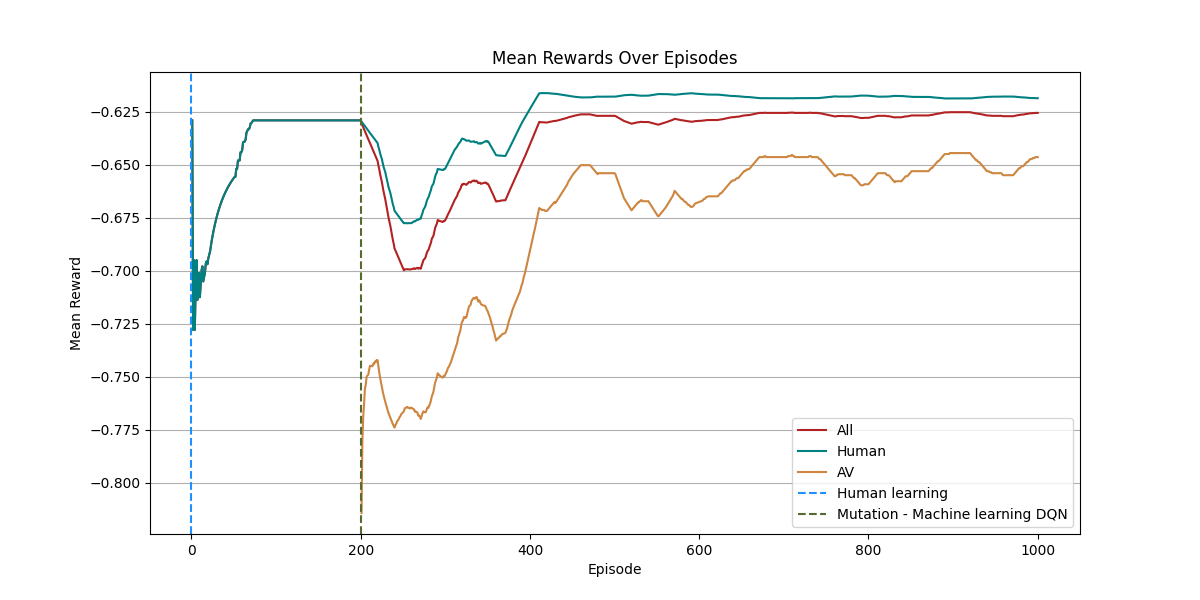 Mean Rewards Over Episodes
Mean Reward
−0.625
−0.650
−0.675
−0.700
−0.725
−0.750
−0.775
−0.800
All
Human
AV
Human learning
Mutation - Machine learning DQN
0 200 400 600 800 1000
Episode